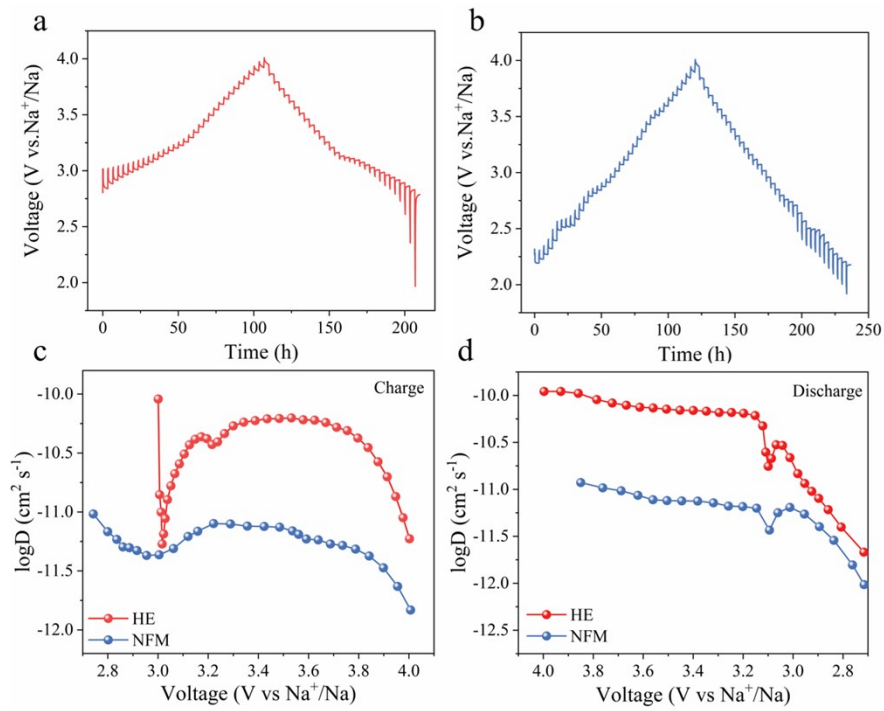 a
4.0
3.5
3.0
2.5
2.0
Voltage (V vs.Na⁺/Na)
0 50 100 150 200
Time (h)
b
4.0
3.5
3.0
2.5
2.0
Voltage (V vs.Na⁺/Na)
0 50 100 150 200 250
Time (h)
c
Charge
-10.0
-10.5
-11.0
-11.5
-12.0
logD (cm² s⁻¹)
HE
NFM
2.8 3.0 3.2 3.4 3.6 3.8 4.0
Voltage (V vs Na⁺/Na)
d
Discharge
-10.0
-10.5
-11.0
-11.5
-12.0
-12.5
logD (cm² s⁻¹)
HE
NFM
4.0 3.8 3.6 3.4 3.2 3.0 2.8
Voltage (V vs Na⁺/Na)